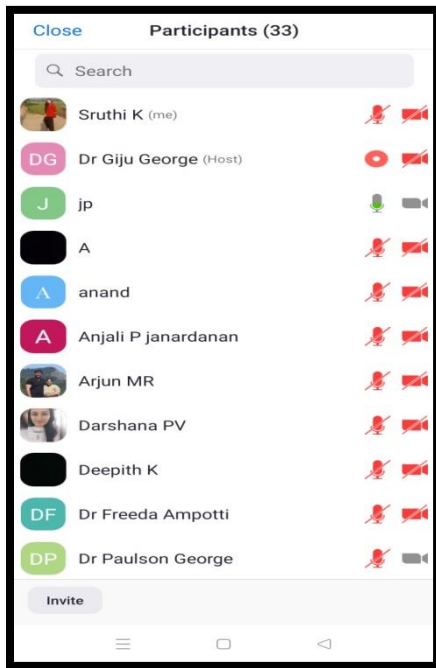 Close Participants (33)
Search
Sruthi K (me)
DG Dr Giju George (Host)
J jp
A
A anand
A Anjali P janardanan
Arjun MR
Darshana PV
Deepith K
DF Dr Freeda Ampotti
DP Dr Paulson George
Invite